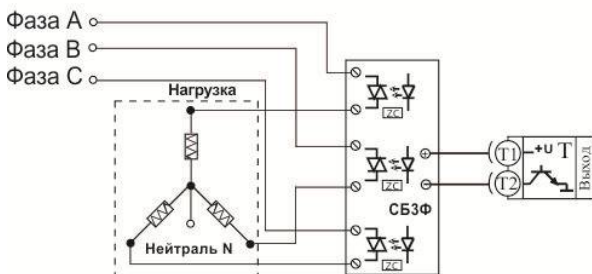 Фаза А
Фаза В
Фаза С
Нагрузка
Нейтраль N
ZC
ZC
ZC
СБ3Ф
T1
T2
+U T
Выход